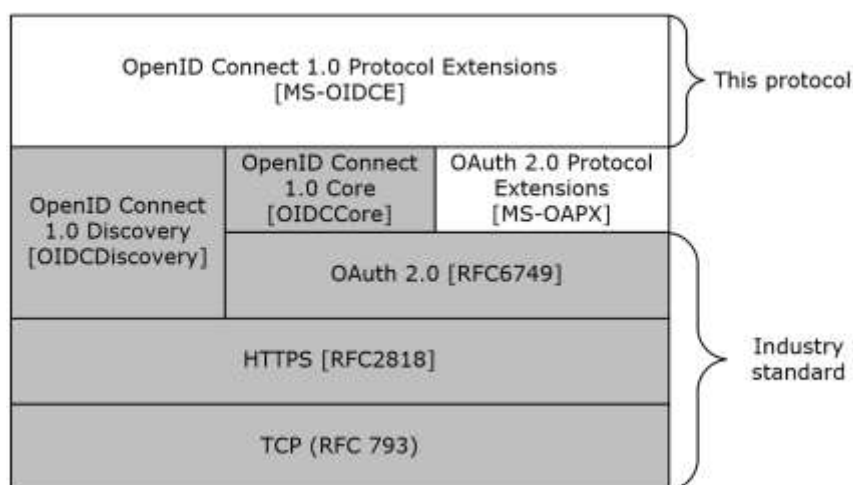 OpenID Connect 1.0 Protocol Extensions
[MS-OIDCE]
This protocol
OpenID Connect
1.0 Discovery
[OIDCDiscovery]
OpenID Connect
1.0 Core
[OIDCCore]
OAuth 2.0 Protocol
Extensions
[MS-OAPX]
OAuth 2.0 [RFC6749]
HTTPS [RFC2818]
TCP (RFC 793)
Industry
standard